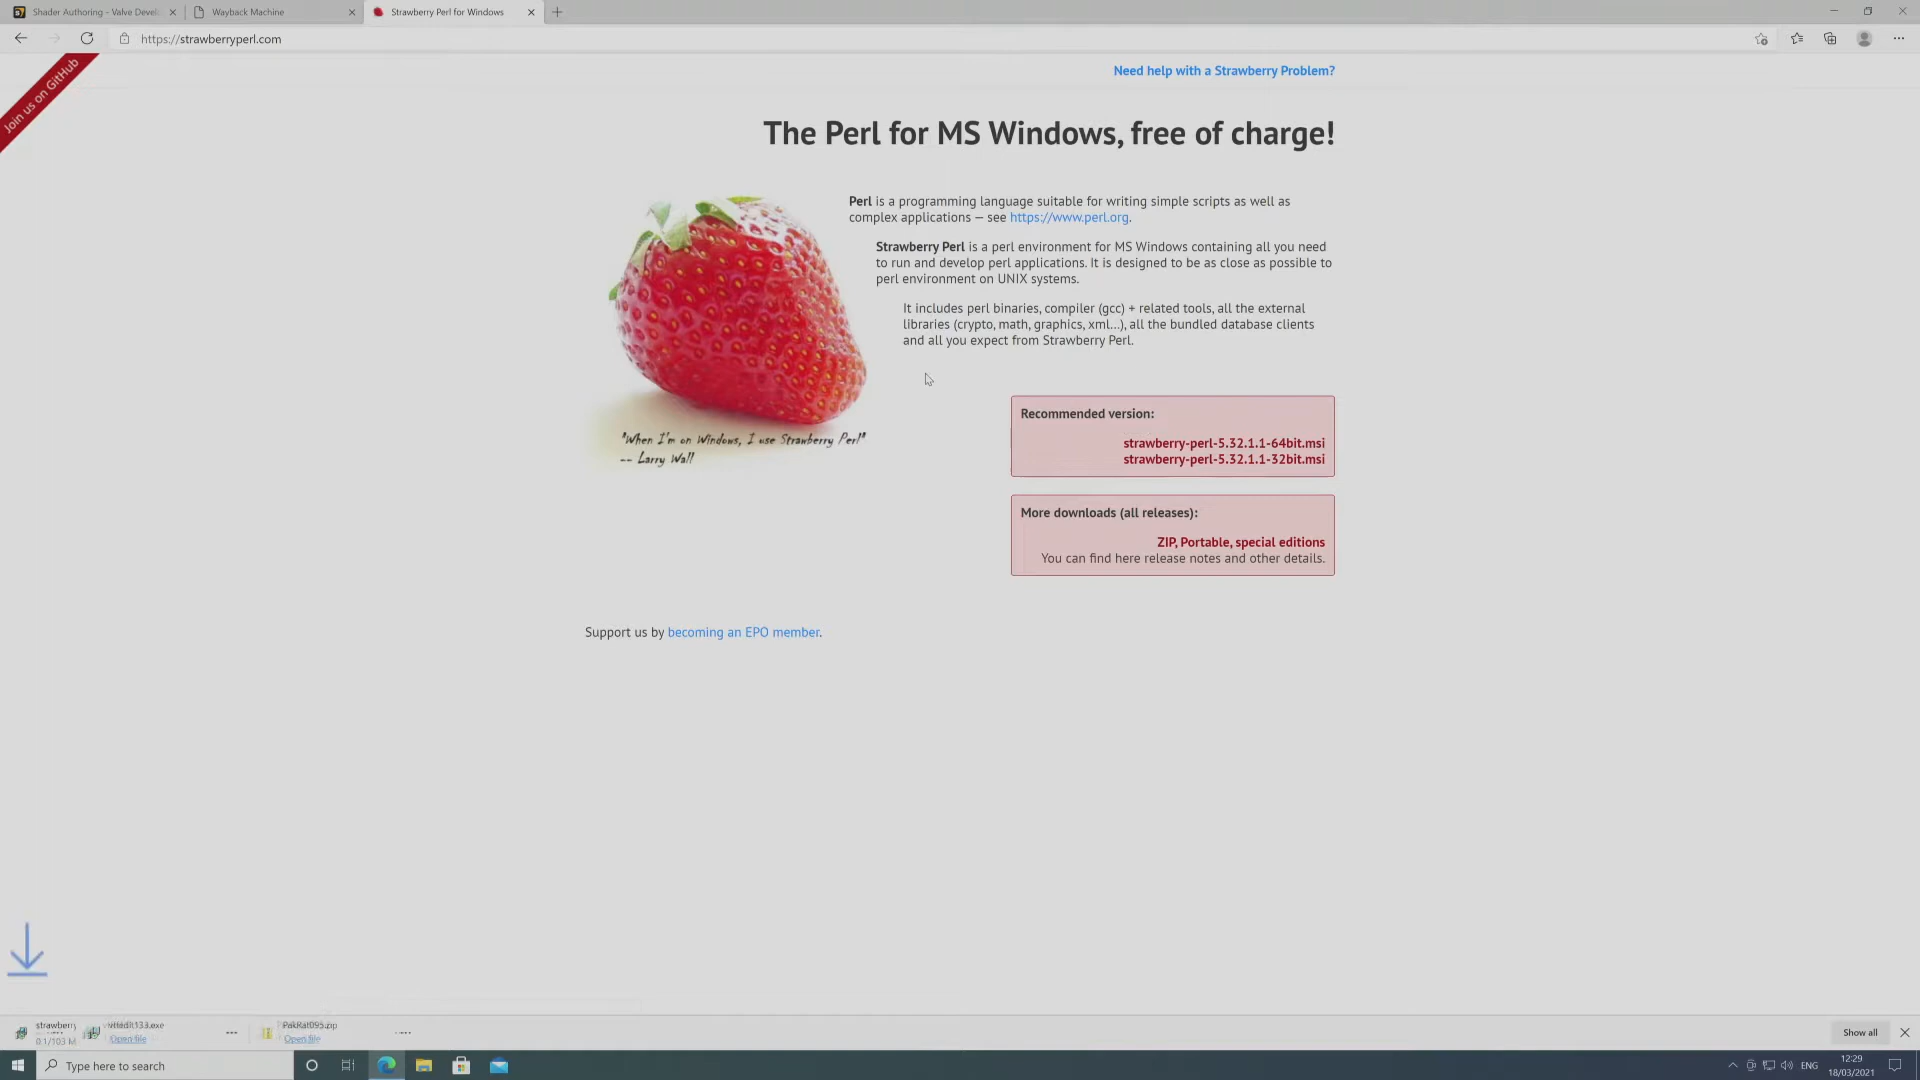 Shader Authoring - Valve Devel
Wayback Machine
Strawberry Perl for Windows
https://strawberryperl.com
Join us on GitHub
Need help with a Strawberry Problem?
The Perl for MS Windows, free of charge!
Perl is a programming language suitable for writing simple scripts as well as
complex applications — see https://www.perl.org.
Strawberry Perl is a perl environment for MS Windows containing all you need
to run and develop perl applications. It is designed to be as close as possible to
perl environment on UNIX systems.
It includes perl binaries, compiler (gcc) + related tools, all the external
libraries (crypto, math, graphics, xml...), all the bundled database clients
and all you expect from Strawberry Perl.
"When I'm on Windows, I use Strawberry Perl"
-- Larry Wall
Recommended version:
strawberry-perl-5.32.1.1-64bit.msi
strawberry-perl-5.32.1.1-32bit.msi
More downloads (all releases):
ZIP, Portable, special editions
You can find here release notes and other details.
Support us by becoming an EPO member.
strawberry
0.1/103 M
vtfedit133.exe
Open file
PakRat095.zip
Open file
Show all
Type here to search
ENG
12:29
18/03/2021